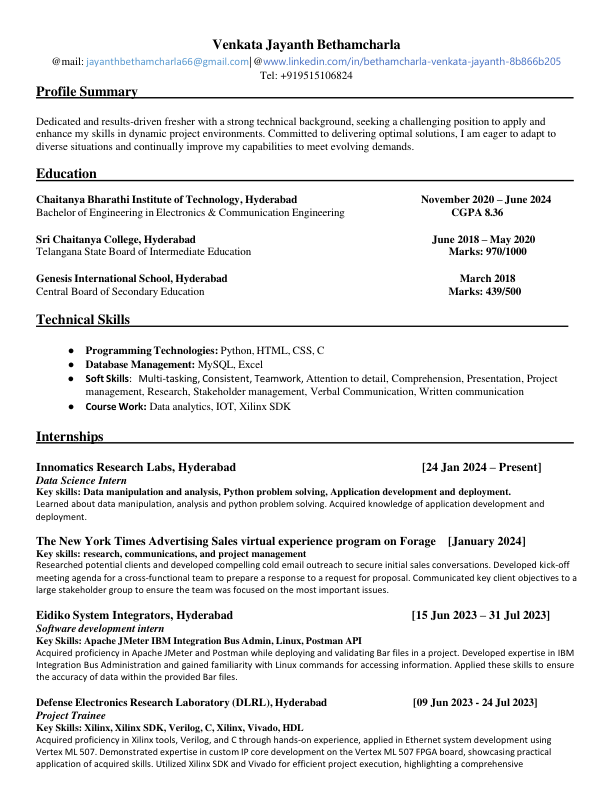 Venkata Jayanth Bethamcharla
@mail: jayanthbethamcharla66@gmail.com|@www.linkedin.com/in/bethamcharla-venkata-jayanth-8b866b205
Tel: +919515106824
Profile Summary
Dedicated and results-driven fresher with a strong technical background, seeking a challenging position to apply and
enhance my skills in dynamic project environments. Committed to delivering optimal solutions, I am eager to adapt to
diverse situations and continually improve my capabilities to meet evolving demands.
Education
Chaitanya Bharathi Institute of Technology, Hyderabad November 2020 – June 2024
Bachelor of Engineering in Electronics & Communication Engineering CGPA 8.36
Sri Chaitanya College, Hyderabad June 2018 – May 2020
Telangana State Board of Intermediate Education Marks: 970/1000
Genesis International School, Hyderabad March 2018
Central Board of Secondary Education Marks: 439/500
Technical Skills
● Programming Technologies: Python, HTML, CSS, C
● Database Management: MySQL, Excel
● Soft Skills: Multi-tasking, Consistent, Teamwork, Attention to detail, Comprehension, Presentation, Project
management, Research, Stakeholder management, Verbal Communication, Written communication
● Course Work: Data analytics, IOT, Xilinx SDK
Internships
Innomatics Research Labs, Hyderabad [24 Jan 2024 – Present]
Data Science Intern
Key skills: Data manipulation and analysis, Python problem solving, Application development and deployment.
Learned about data manipulation, analysis and python problem solving. Acquired knowledge of application development and
deployment.
The New York Times Advertising Sales virtual experience program on Forage [January 2024]
Key skills: research, communications, and project management
Researched potential clients and developed compelling cold email outreach to secure initial sales conversations. Developed kick-off
meeting agenda for a cross-functional team to prepare a response to a request for proposal. Communicated key client objectives to a
large stakeholder group to ensure the team was focused on the most important issues.
Eidiko System Integrators, Hyderabad [15 Jun 2023 – 31 Jul 2023]
Software development intern
Key Skills: Apache JMeter IBM Integration Bus Admin, Linux, Postman API
Acquired proficiency in Apache JMeter and Postman while deploying and validating Bar files in a project. Developed expertise in IBM
Integration Bus Administration and gained familiarity with Linux commands for accessing information. Applied these skills to ensure
the accuracy of data within the provided Bar files.
Defense Electronics Research Laboratory (DLRL), Hyderabad [09 Jun 2023 - 24 Jul 2023]
Project Trainee
Key Skills: Xilinx, Xilinx SDK, Verilog, C, Xilinx, Vivado, HDL
Acquired proficiency in Xilinx tools, Verilog, and C through hands-on experience, applied in Ethernet system development using
Vertex ML 507. Demonstrated expertise in custom IP core development on the Vertex ML 507 FPGA board, showcasing practical
application of acquired skills. Utilized Xilinx SDK and Vivado for efficient project execution, highlighting a comprehensive